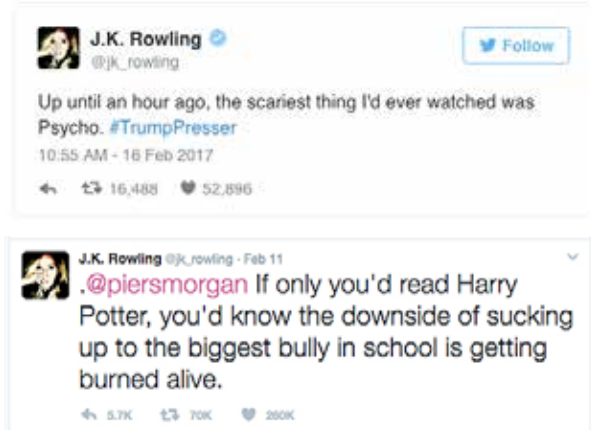 J.K. Rowling
Follow
@jk_rowling
Up until an hour ago, the scariest thing I'd ever watched was
Psycho. #TrumpPresser
10:55 AM - 16 Feb 2017
16,488 52,896
J.K. Rowling @jk_rowling · Feb 11
.@piersmorgan If only you'd read Harry
Potter, you'd know the downside of sucking
up to the biggest bully in school is getting
burned alive.
5.7K 70K 260K